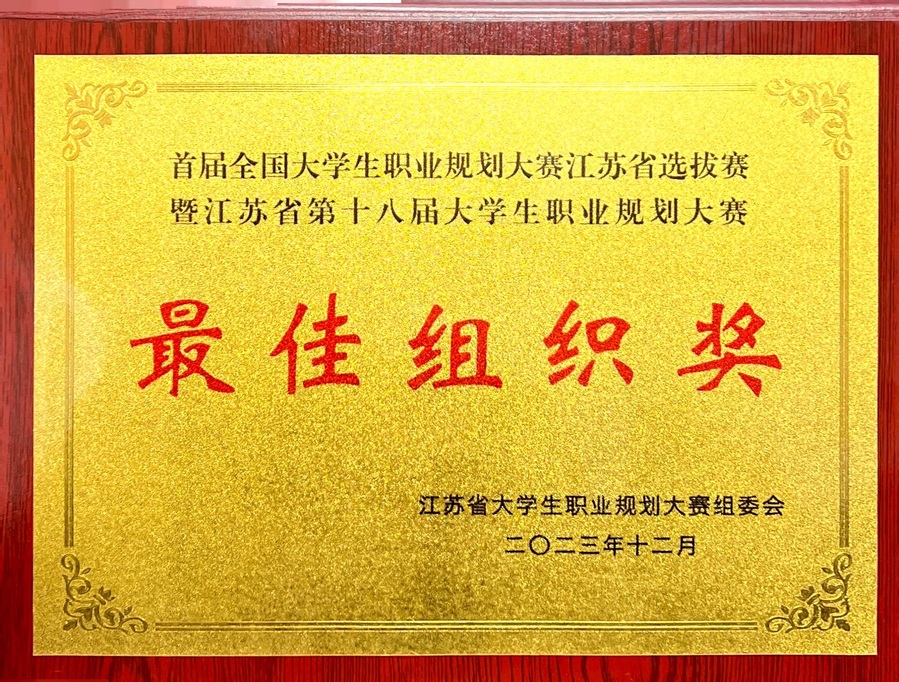 首届全国大学生职业规划大赛江苏省选拔赛
暨江苏省第十八届大学生职业规划大赛
最佳组织奖
江苏省大学生职业规划大赛组委会
二〇二三年十二月